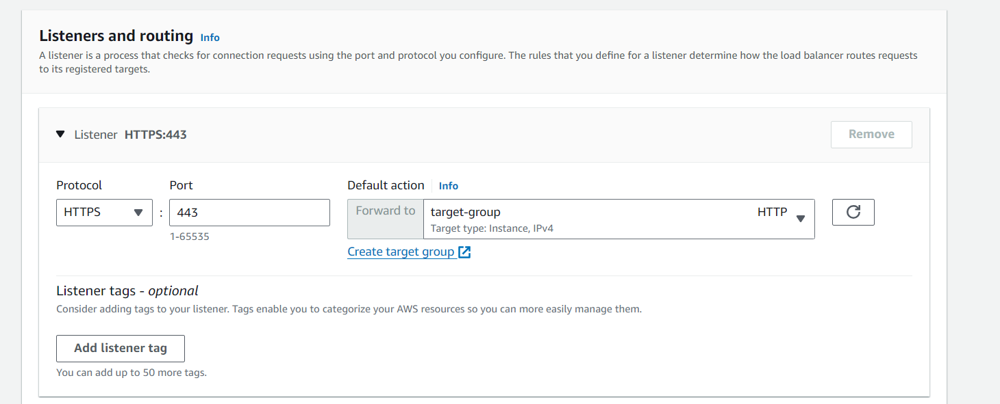 Listeners and routing Info
A listener is a process that checks for connection requests using the port and protocol you configure. The rules that you define for a listener determine how the load balancer routes requests
to its registered targets.
Listener HTTPS:443
Remove
Protocol
Port
Default action Info
HTTPS
:
443
Forward to
target-group
HTTP
Target type: Instance, IPv4
1-65535
Create target group
Listener tags - optional
Consider adding tags to your listener. Tags enable you to categorize your AWS resources so you can more easily manage them.
Add listener tag
You can add up to 50 more tags.